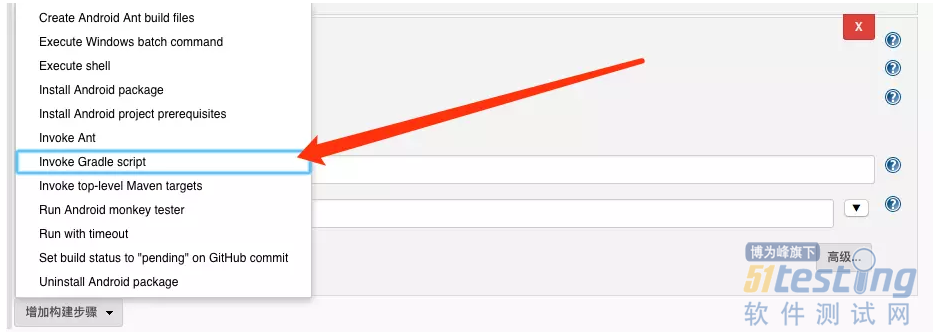 Create Android Ant build files
X
Execute Windows batch command
Execute shell
Install Android package
Install Android project prerequisites
Invoke Ant
Invoke Gradle script
Invoke top-level Maven targets
Run Android monkey tester
Run with timeout
Set build status to "pending" on GitHub commit
Uninstall Android package
高级...
增加构建步骤
博为峰旗下
51testing
软件测试网